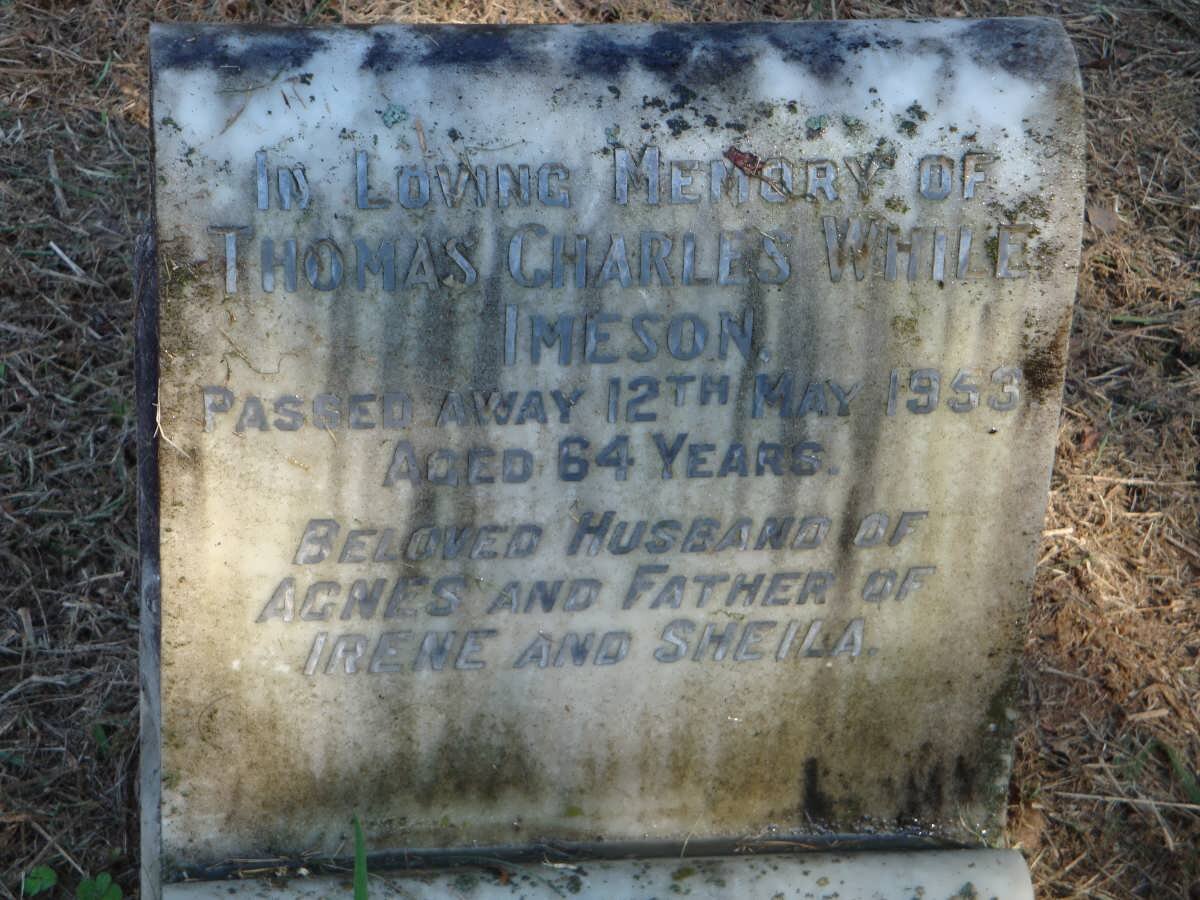 In Loving Memory of
Thomas Charles While
Imeson.
Passed away 12th May 1953
Aged 64 Years.
Beloved Husband of
Agnes and Father of
Irene and Sheila.